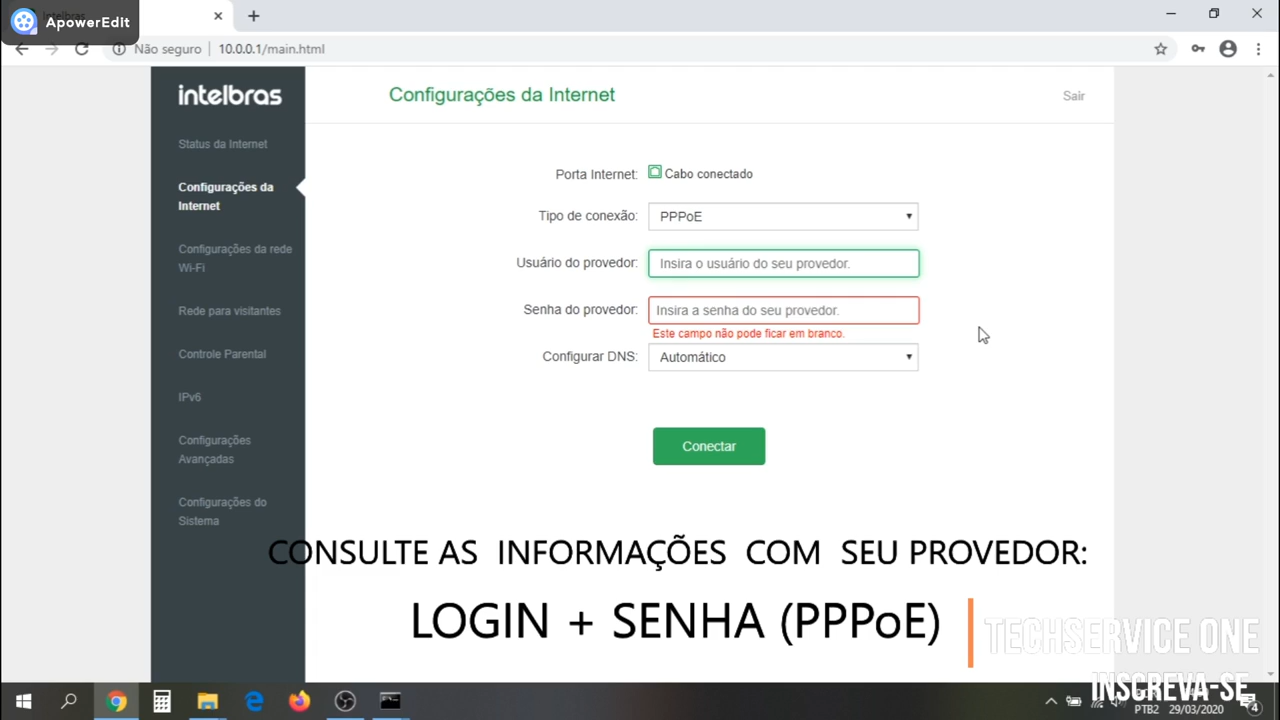 ApowerEdit
Não seguro
10.0.0.1/main.html
intelbras
Configurações da Internet
Sair
Status da Internet
Configurações da
Internet
Configurações da rede
Wi-Fi
Rede para visitantes
Controle Parental
IPv6
Configurações
Avançadas
Configurações do
Sistema
Porta Internet:
Cabo conectado
Tipo de conexão:
PPPoE
Usuário do provedor:
Insira o usuário do seu provedor.
Senha do provedor:
Insira a senha do seu provedor.
Este campo não pode ficar em branco.
Configurar DNS:
Automático
Conectar
CONSULTE AS INFORMAÇÕES COM SEU PROVEDOR:
LOGIN + SENHA (PPPoE)
TECHSERVICE ONE
INSCREVA-SE
PTB2
29/03/2020
4